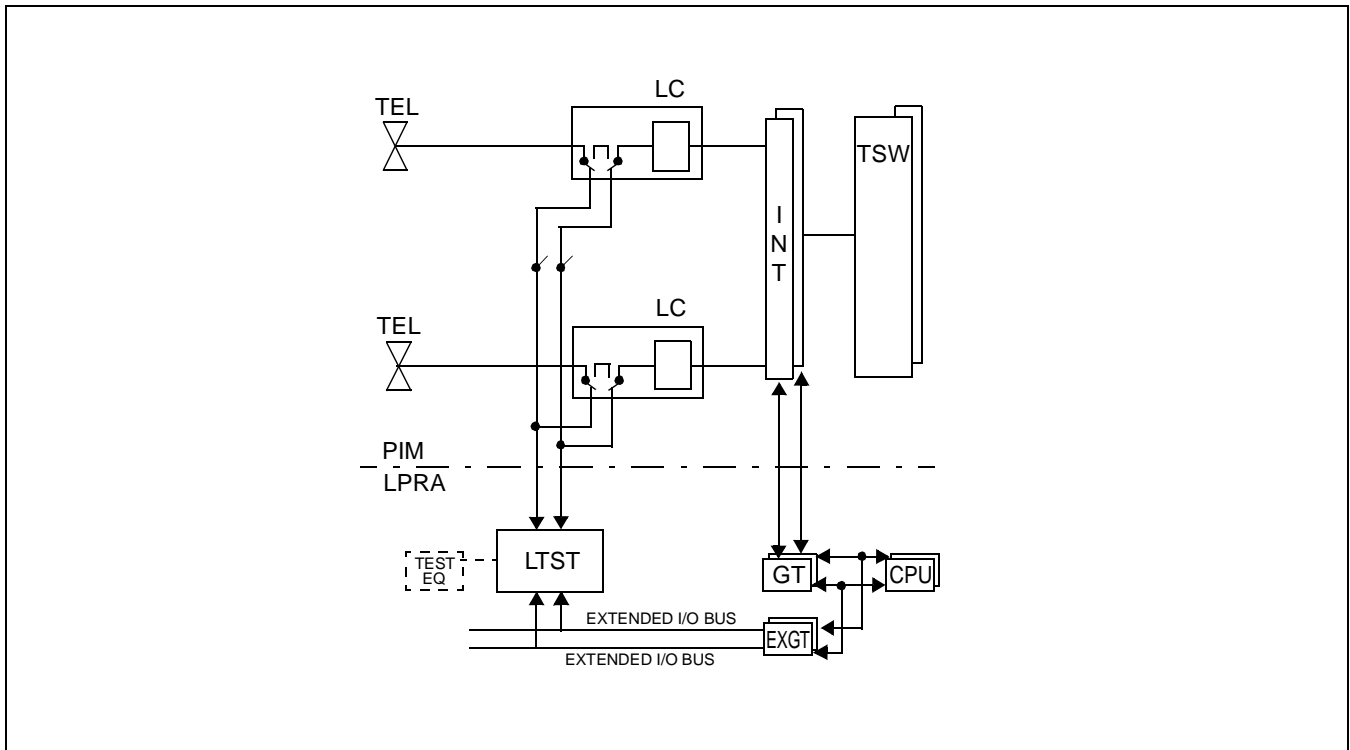 LC
TEL
TSW
I
N
T
LC
TEL
PIM
LPRA
TEST
EQ
LTST
GT
CPU
EXTENDED I/O BUS
EXGT
EXTENDED I/O BUS